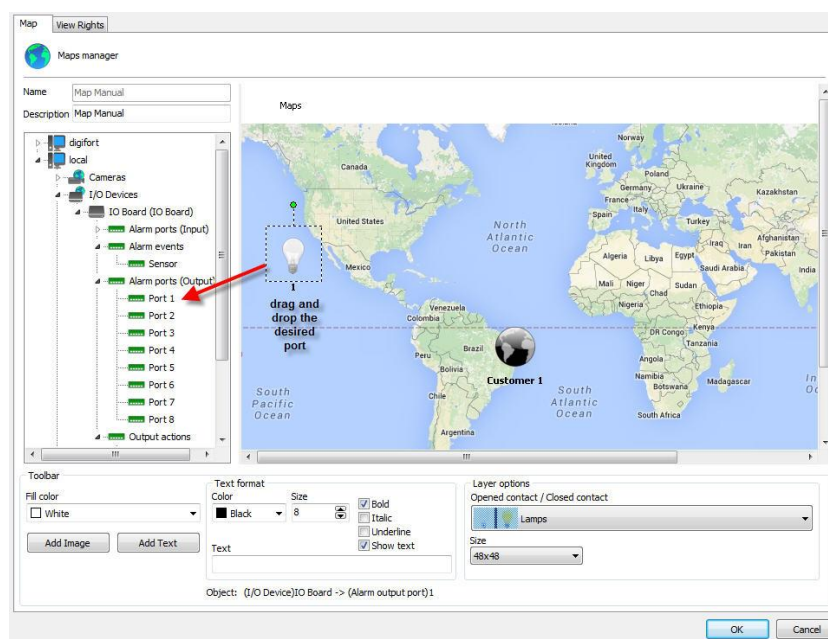 Map
View Rights
Maps manager
Name
Map Manual
Description
Map Manual
digifort
local
Cameras
I/O Devices
IO Board (IO Board)
Alarm ports (Input)
Alarm events
Sensor
Alarm ports (Output)
Port 1
Port 2
Port 3
Port 4
Port 5
Port 6
Port 7
Port 8
Output actions
Maps
Norway
United
Kingdom
Poland
Germany
Ukraine
Kazakhstan
France
Italy
Spain
Turkey
Canada
United States
North
Atlantic
Ocean
Mexico
Algeria
Libya
Egypt
Iraq
Iran
Afghanistan
Pakistan
Saudi Arabia
India
Mali
Niger
Chad
Sudan
Nigeria
Ethiopia
1
drag and
drop the
desired
port
Venezuela
Colombia
DR Congo
Kenya
Tanzania
Peru
Brazil
Bolivia
Customer 1
Angola
Namibia
Botswana
Madagascar
In
Oc
Chile
South
Pacific
Ocean
South
Atlantic
Ocean
South Africa
Argentina
Toolbar
Fill color
White
Add Image
Add Text
Text format
Color
Black
Size
8
Bold
Italic
Underline
Show text
Text
Layer options
Opened contact / Closed contact
Lamps
Size
48x48
Object: (I/O Device)IO Board -> (Alarm output port)1
OK
Cancel